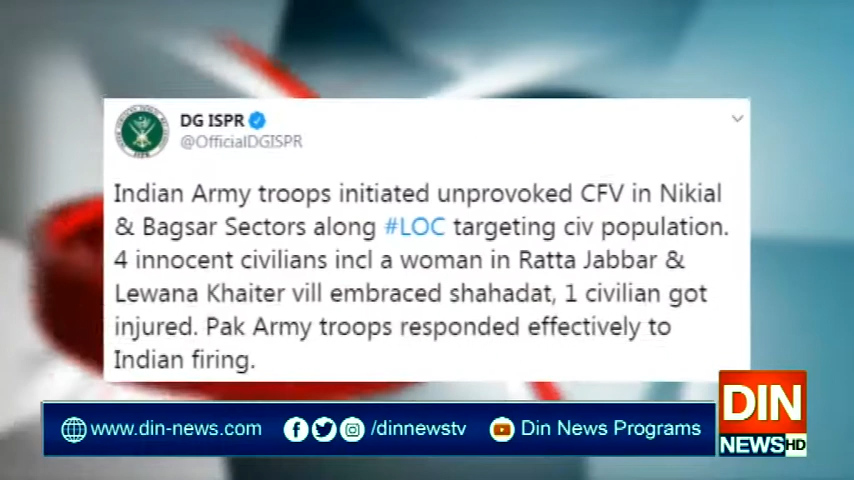 DG ISPR
@OfficialDGISPR
Indian Army troops initiated unprovoked CFV in Nikial
& Bagsar Sectors along #LOC targeting civ population.
4 innocent civilians incl a woman in Ratta Jabbar &
Lewana Khaiter vill embraced shahadat, 1 civilian got
injured. Pak Army troops responded effectively to
Indian firing.
www.din-news.com /dinnewstv Din News Programs
DIN
NEWS HD